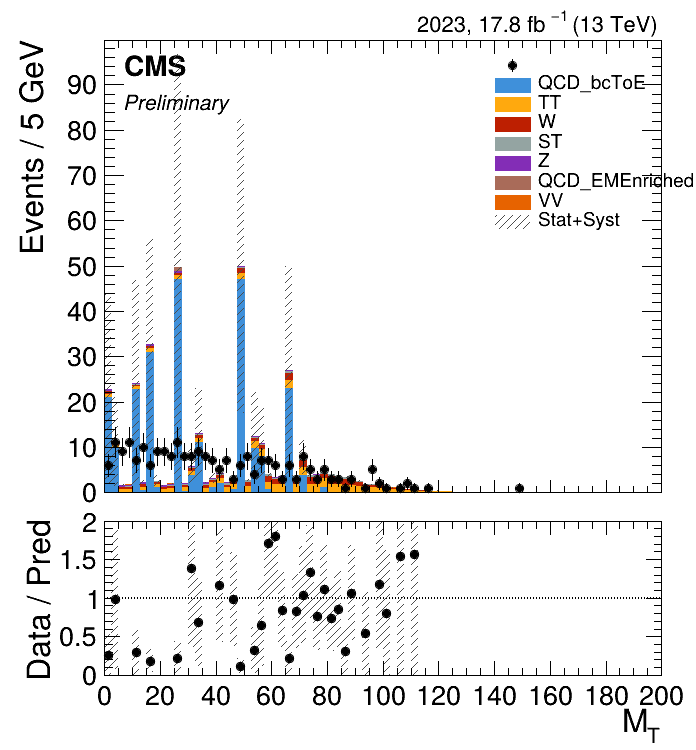 2023, 17.8 fb⁻¹ (13 TeV)
CMS
Preliminary
Events / 5 GeV
90
80
70
60
50
40
30
20
10
0
QCD_bcToE
TT
W
ST
Z
QCD_EMEnriched
VV
Stat+Syst
Data / Pred
2
1.5
1
0.5
0
0 20 40 60 80 100 120 140 160 180 200
M_T